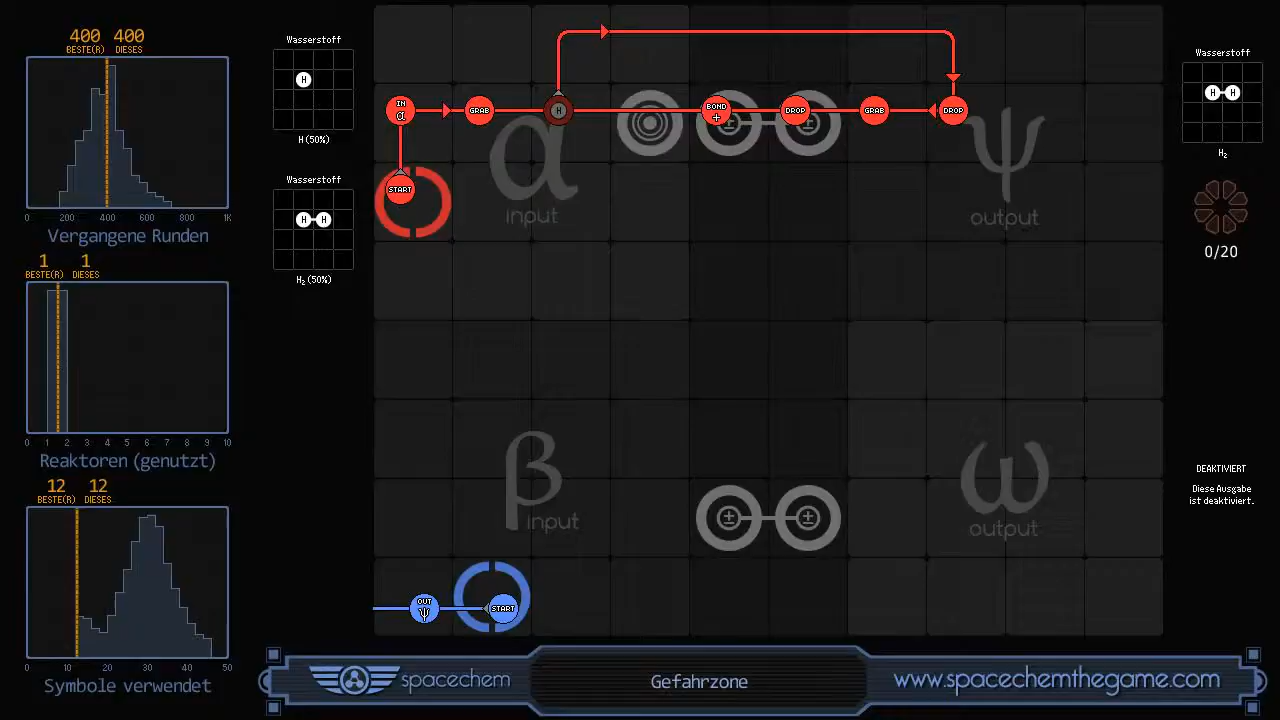 400 400
BESTE(R) DIESES
0 200 400 600 800 1K
Vergangene Runden
1 1
BESTE(R) DIESES
0 1 2 3 4 5 6 7 8 9 10
Reaktoren (genutzt)
12 12
BESTE(R) DIESES
0 10 20 30 40 50
Symbole verwendet
Wasserstoff
H
H (50%)
Wasserstoff
H H
H₂ (50%)
IN α
GRAB
H
BOND +
DROP
GRAB
DROP
START
± ±
α
input
ψ
output
β
input
ω
output
± ±
OUT ψ
START
Wasserstoff
H H
H₂
0/20
DEAKTIVIERT
Diese Ausgabe
ist deaktiviert.
spacechem
Gefahrzone
www.spacechemthegame.com